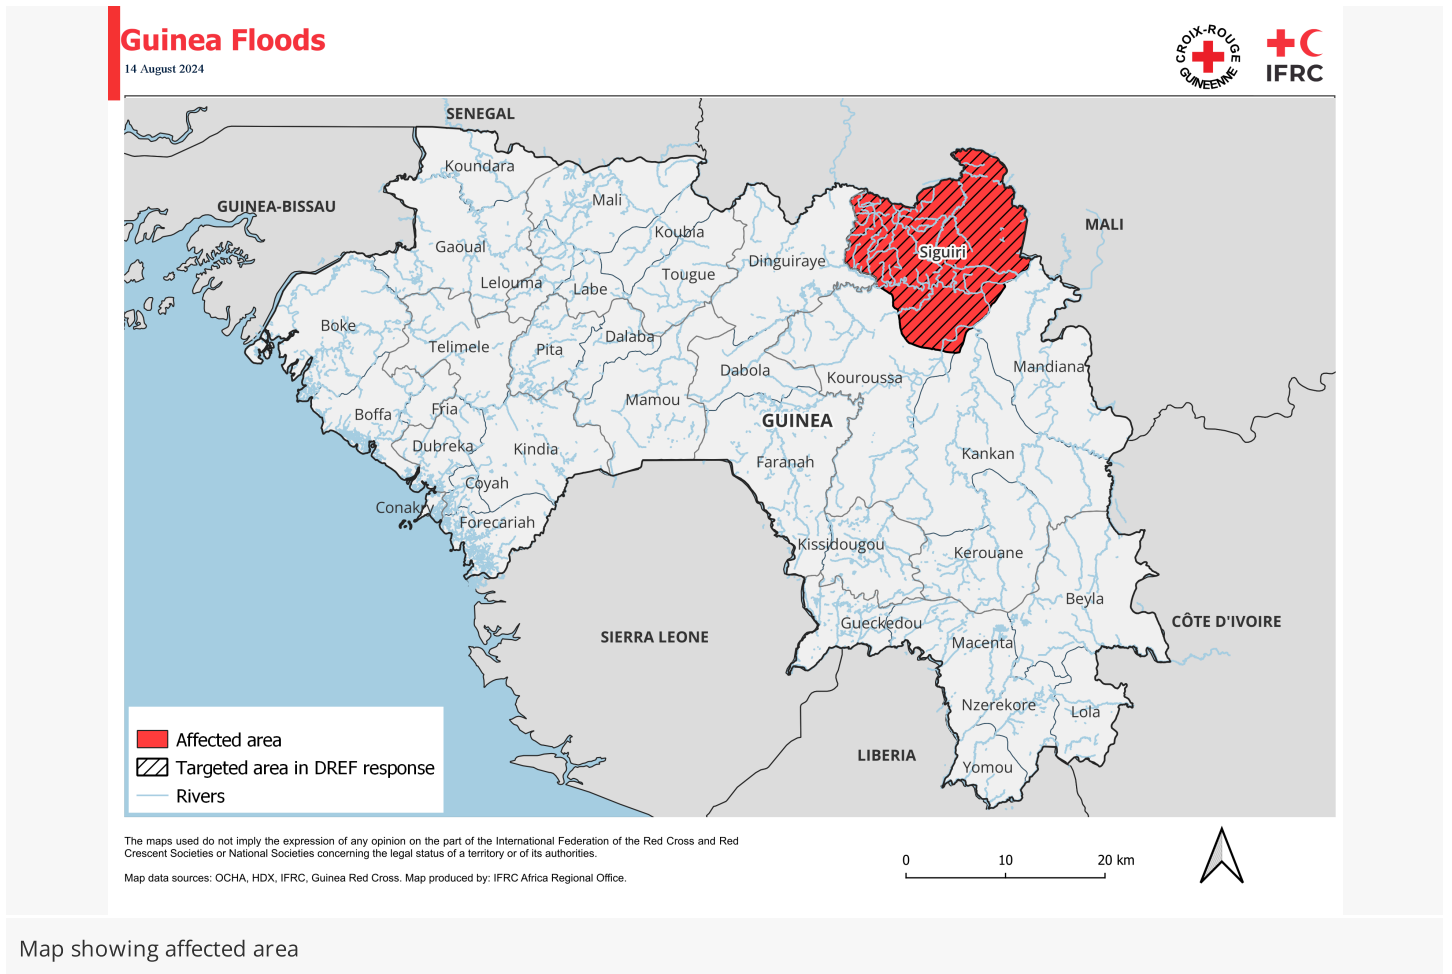 Guinea Floods
14 August 2024
CROIX-ROUGE
GUINEENNE
IFRC
SENEGAL
Koundara
GUINEA-BISSAU
Mali
MALI
Koubia
Gaoual
Siguiri
Dinguiraye
Tougue
Lelouma
Labe
Boke
Dalaba
Telimele
Pita
Mandiana
Dabola
Kouroussa
Mamou
Fria
Boffa
GUINEA
Dubreka
Kindia
Kankan
Faranah
Coyah
Conakry
Forecariah
Kissidougou
Kerouane
Beyla
Gueckedou
CÔTE D'IVOIRE
SIERRA LEONE
Macenta
Nzerekore
Lola
LIBERIA
Yomou
Affected area
Targeted area in DREF response
Rivers
The maps used do not imply the expression of any opinion on the part of the International Federation of the Red Cross and Red
Crescent Societies or National Societies concerning the legal status of a territory or of its authorities.
Map data sources: OCHA, HDX, IFRC, Guinea Red Cross. Map produced by: IFRC Africa Regional Office.
0 10 20 km
Map showing affected area